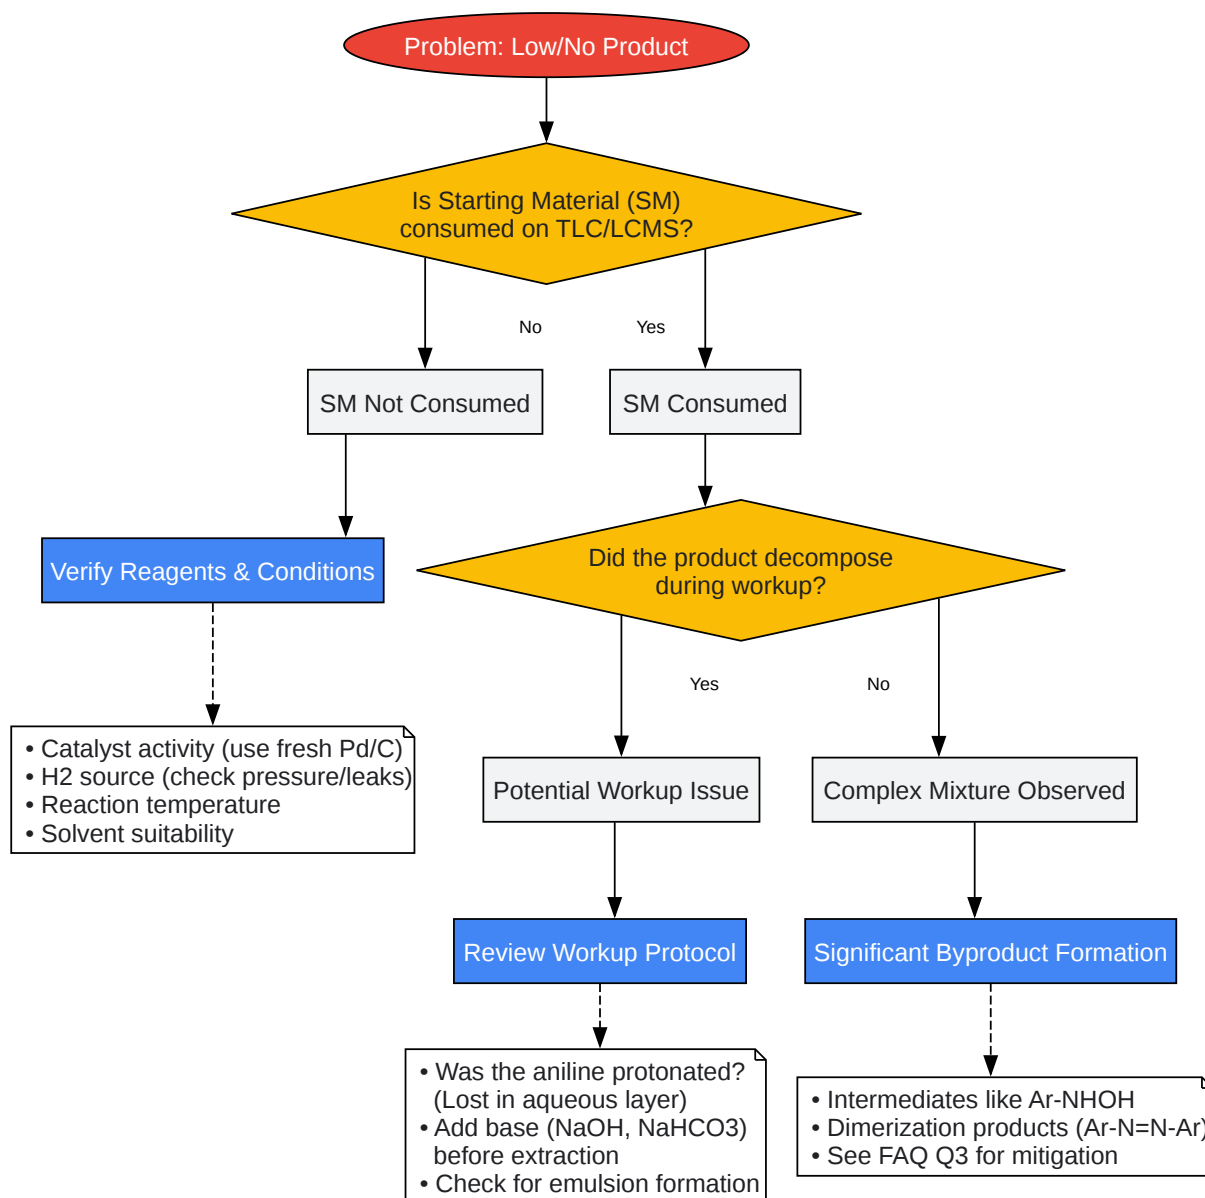 Problem: Low/No Product
Is Starting Material (SM)
consumed on TLC/LCMS?
No
Yes
SM Not Consumed
SM Consumed
Verify Reagents & Conditions
Did the product decompose
during workup?
Yes
No
• Catalyst activity (use fresh Pd/C)
• H2 source (check pressure/leaks)
• Reaction temperature
• Solvent suitability
Potential Workup Issue
Complex Mixture Observed
Review Workup Protocol
Significant Byproduct Formation
• Was the aniline protonated?
(Lost in aqueous layer)
• Add base (NaOH, NaHCO3)
before extraction
• Check for emulsion formation
• Intermediates like Ar-NHOH
• Dimerization products (Ar-N=N-Ar)
• See FAQ Q3 for mitigation